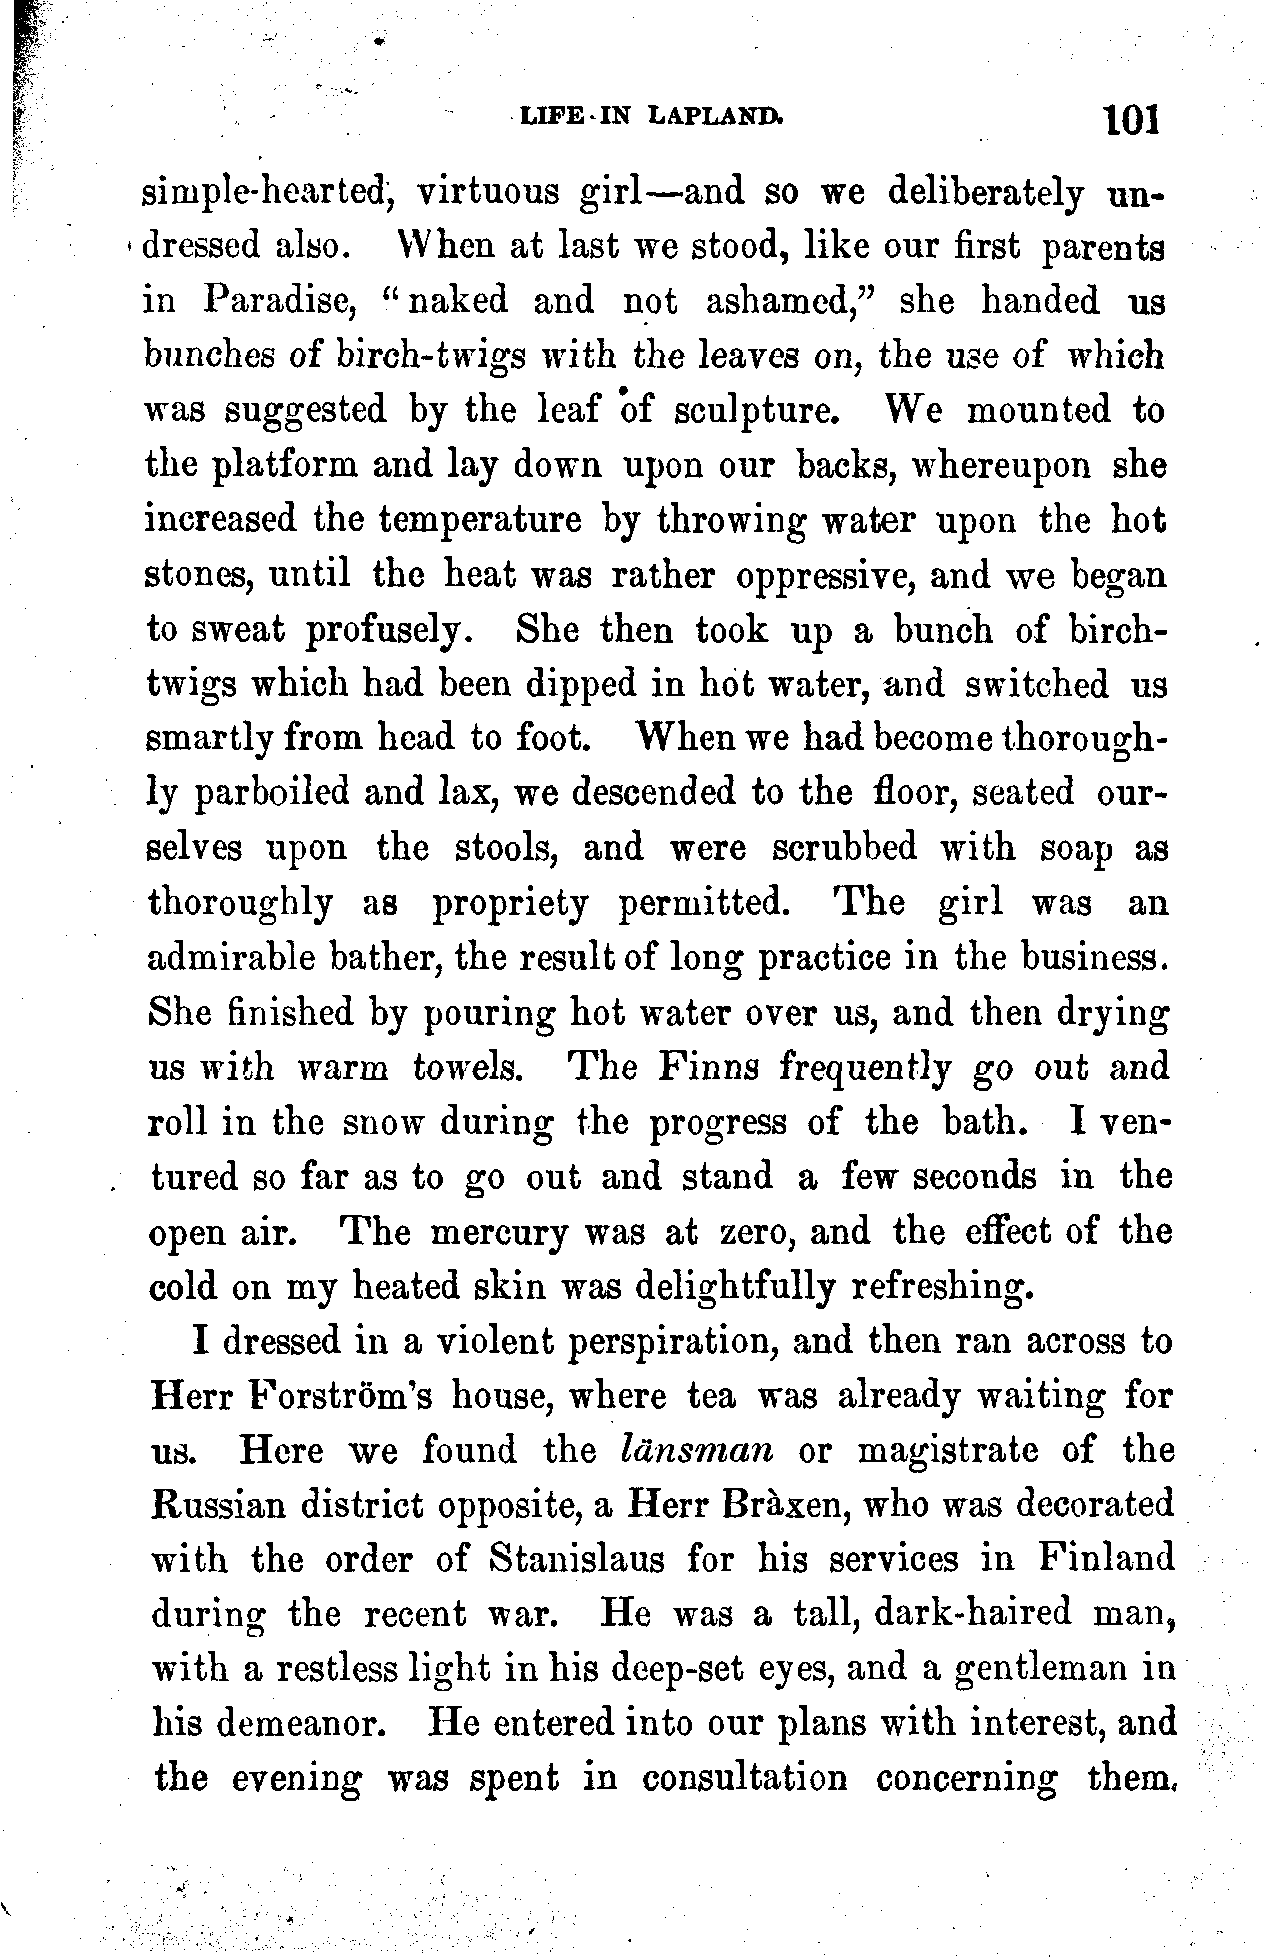 LIFE IN LAPLAND. 101
simple-hearted, virtuous girl—and so we deliberately un-
dressed also. When at last we stood, like our first parents
in Paradise, “naked and not ashamed,” she handed us
bunches of birch-twigs with the leaves on, the use of which
was suggested by the leaf of sculpture. We mounted to
the platform and lay down upon our backs, whereupon she
increased the temperature by throwing water upon the hot
stones, until the heat was rather oppressive, and we began
to sweat profusely. She then took up a bunch of birch-
twigs which had been dipped in hot water, and switched us
smartly from head to foot. When we had become thorough-
ly parboiled and lax, we descended to the floor, seated our-
selves upon the stools, and were scrubbed with soap as
thoroughly as propriety permitted. The girl was an
admirable bather, the result of long practice in the business.
She finished by pouring hot water over us, and then drying
us with warm towels. The Finns frequently go out and
roll in the snow during the progress of the bath. I ven-
tured so far as to go out and stand a few seconds in the
open air. The mercury was at zero, and the effect of the
cold on my heated skin was delightfully refreshing.
I dressed in a violent perspiration, and then ran across to
Herr Forström's house, where tea was already waiting for
us. Here we found the länsman or magistrate of the
Russian district opposite, a Herr Bràxen, who was decorated
with the order of Stanislaus for his services in Finland
during the recent war. He was a tall, dark-haired man,
with a restless light in his deep-set eyes, and a gentleman in
his demeanor. He entered into our plans with interest, and
the evening was spent in consultation concerning them.